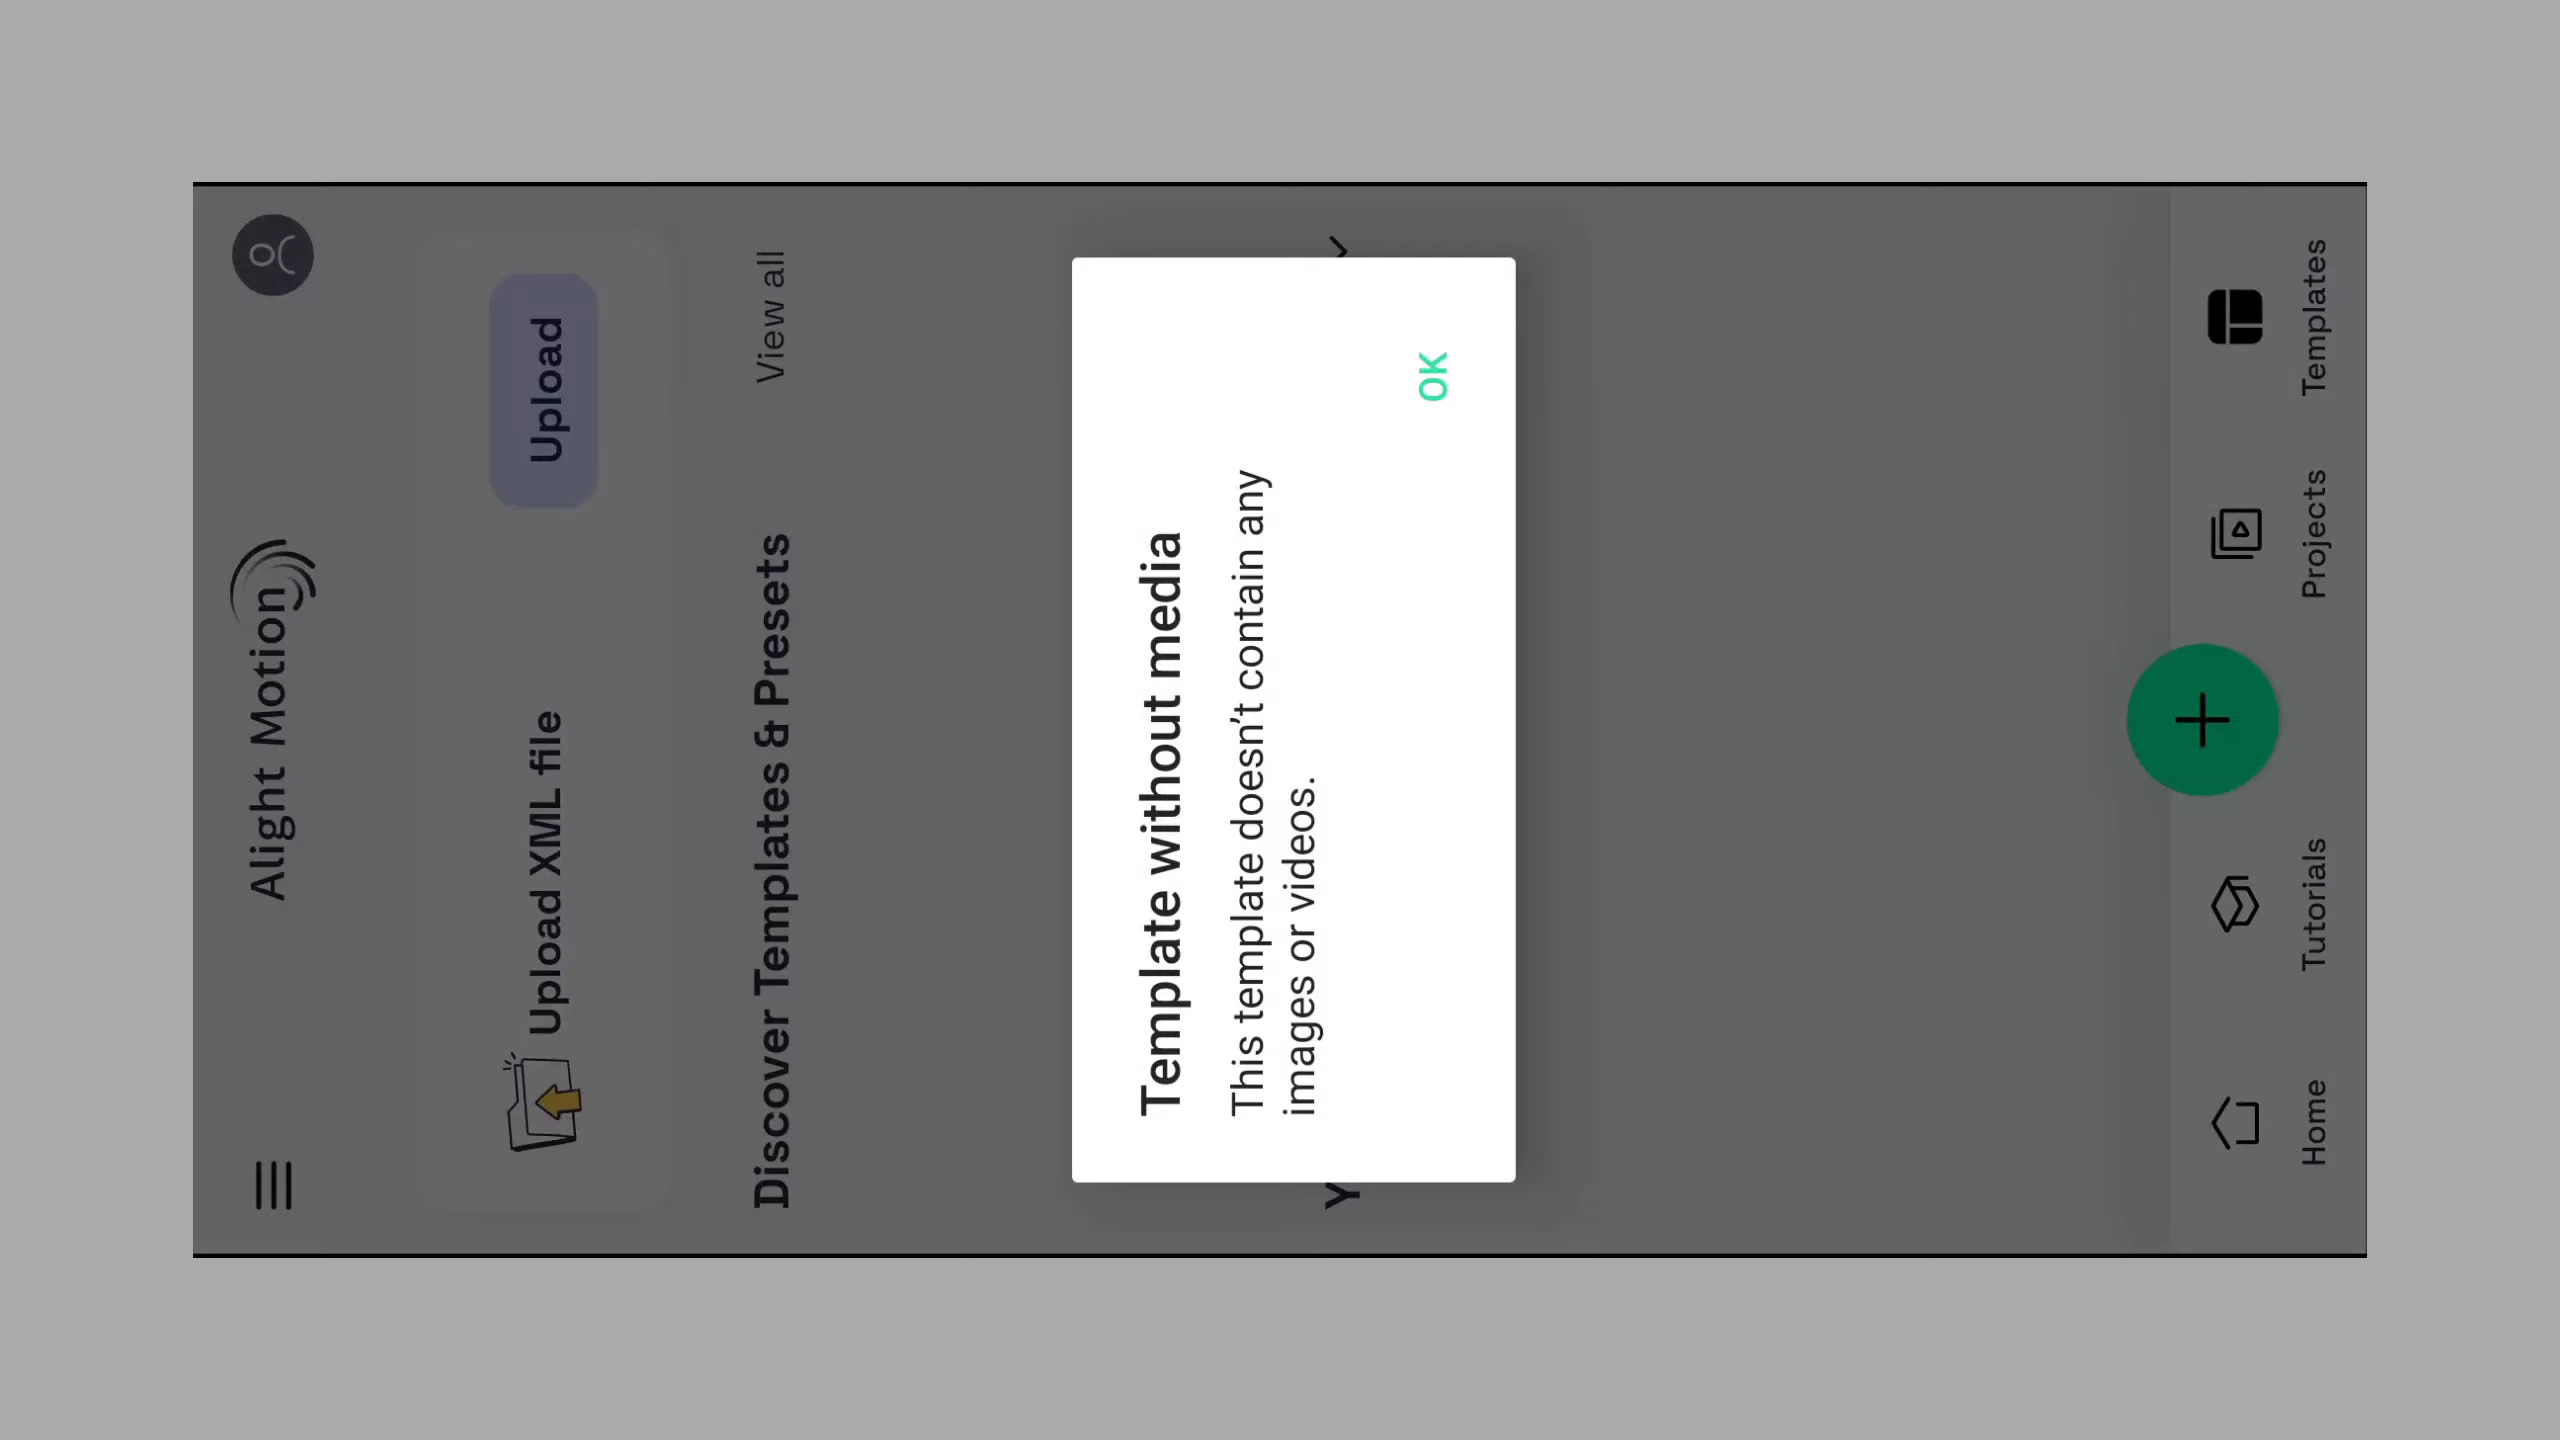 Alight Motion
Upload XML file
Upload
Discover Templates & Presets
View all
Template without media
This template doesn't contain any
images or videos.
OK
Y
Home
Tutorials
Projects
Templates